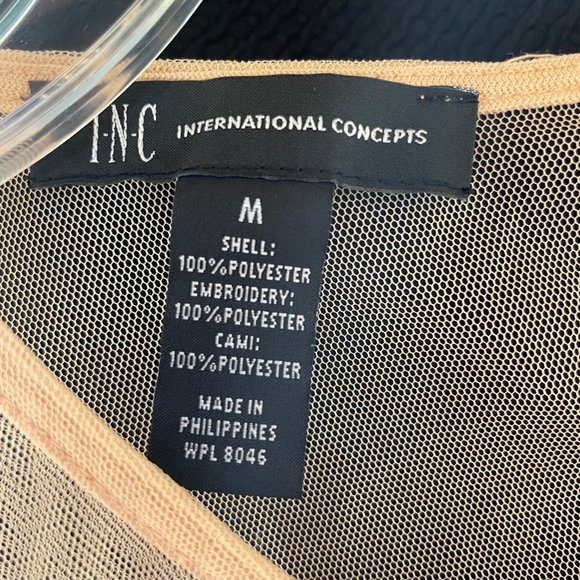 I-N-C INTERNATIONAL CONCEPTS
M
SHELL:
100%POLYESTER
EMBROIDERY:
100%POLYESTER
CAMI:
100%POLYESTER
MADE IN
PHILIPPINES
WPL 8046